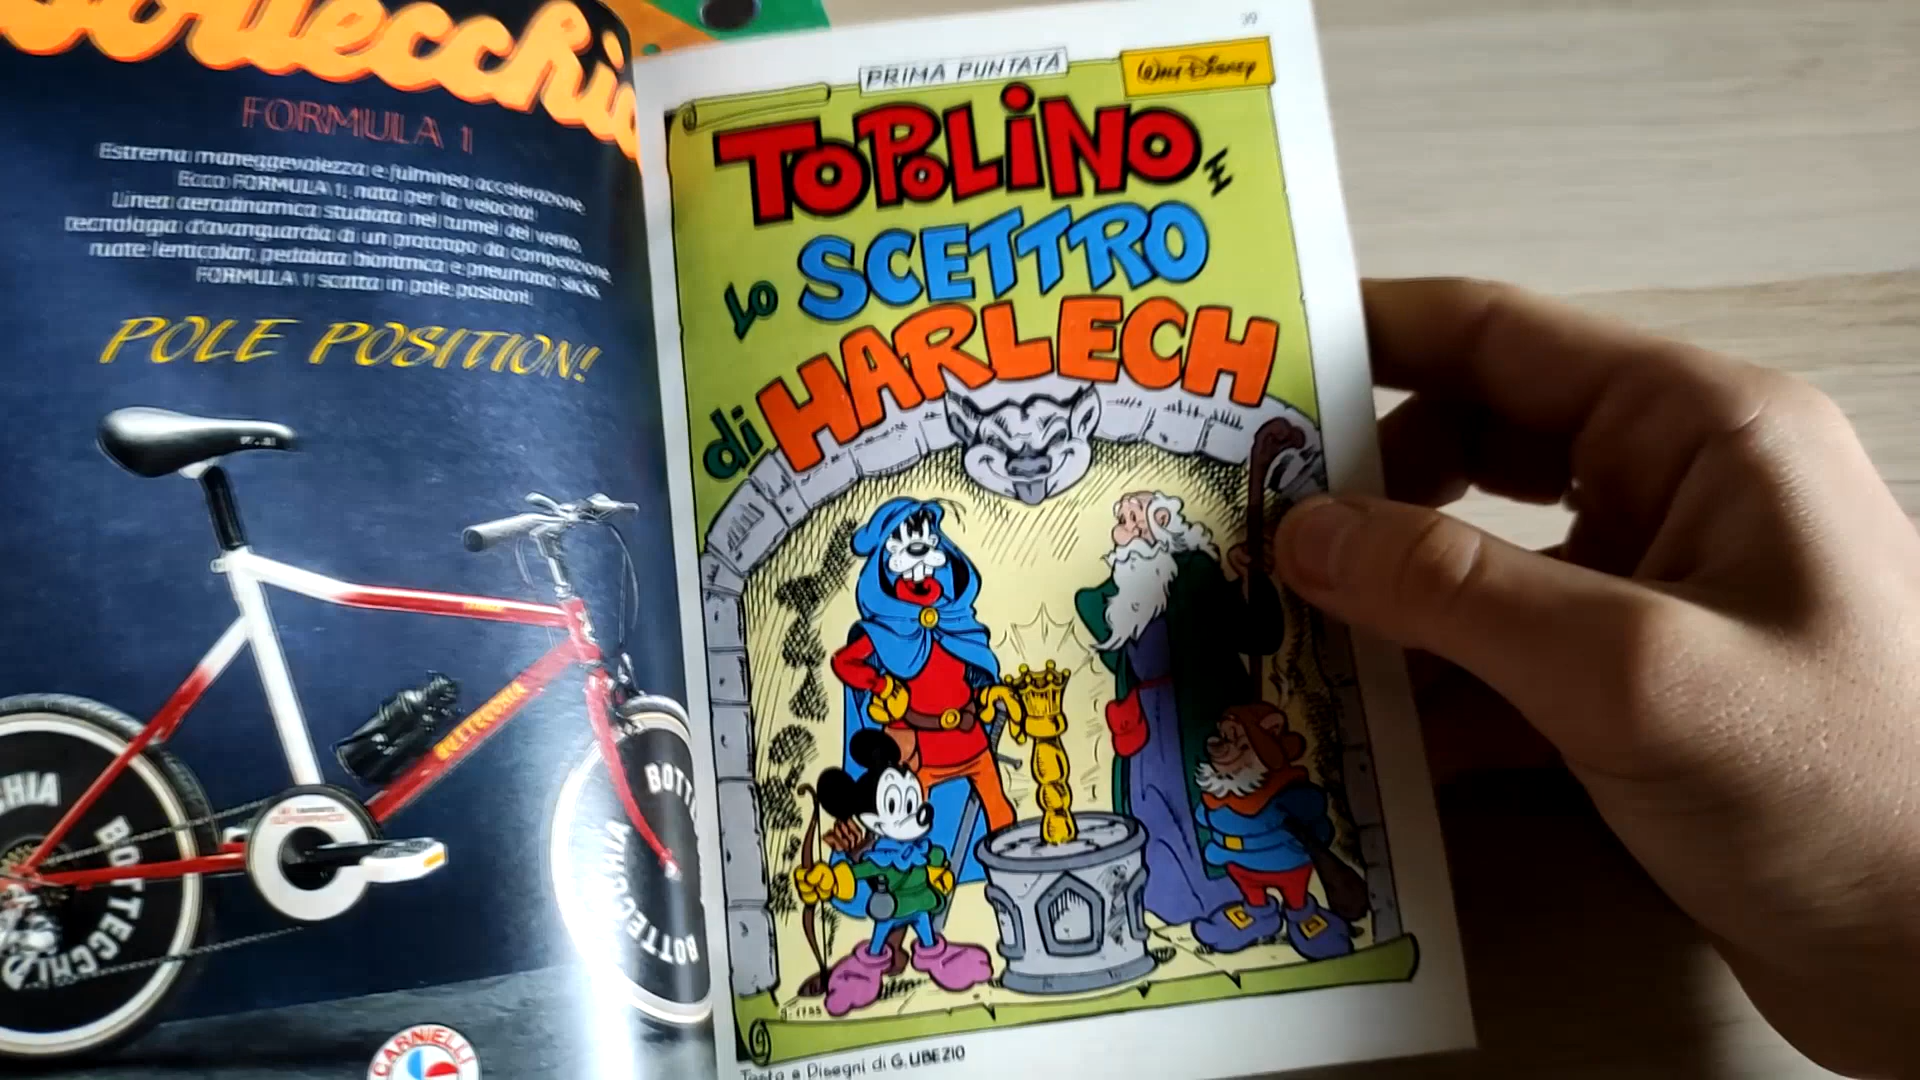 FORMULA 1
Estrema maneggevolezza e fulminea accelerazione.
Ecco FORMULA 1, nata per la velocità!
Linea aerodinamica studiata nel tunnel del vento,
tecnologia d'avanguardia di un prototipo da competizione,
ruote lenticolari, pedalata bioritmica e pneumatici slicks.
FORMULA 1 scatta in pole position!
POLE POSITION!
BOTTECCHIA
BOTTECCHIA
BOTTECCHIA
CARNIELLI
39
PRIMA PUNTATA
WALT DISNEY
TOPOLINO E
LO SCETTRO
di HARLECH
Testo e Disegni di G. UBEZIO